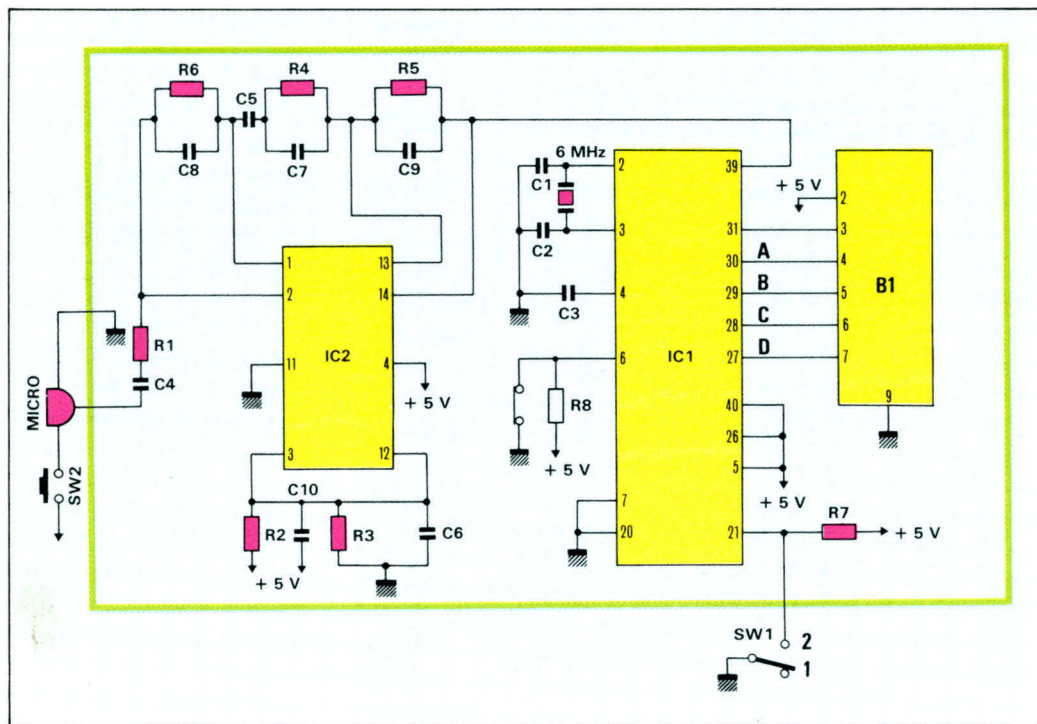 R6
R4
R5
C5
C8
C7
C9
6 MHz
C1
C2
C3
2
3
4
6
7
20
IC1
39
31
30
29
28
27
40
26
5
21
A
B
C
D
+ 5 V
2
3
4
5
6
7
B1
9
1
2
11
3
IC2
13
14
4
12
+ 5 V
R1
C4
MICRO
SW2
R2
C10
R3
C6
+ 5 V
R8
+ 5 V
+ 5 V
R7
+ 5 V
SW1
2
1